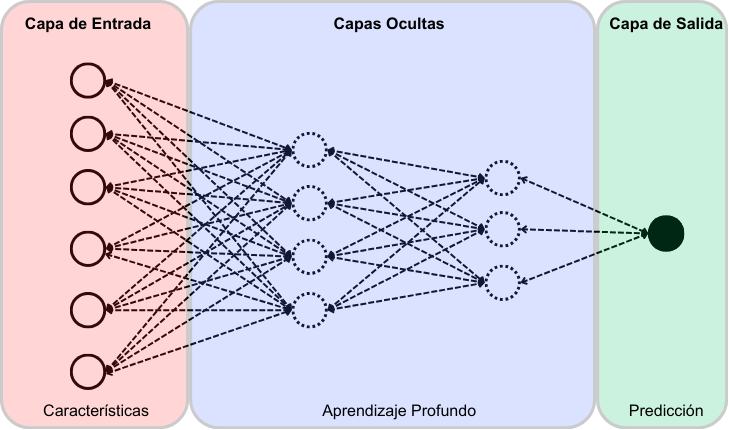 Capa de Entrada
Capas Ocultas
Capa de Salida
Características
Aprendizaje Profundo
Predicción